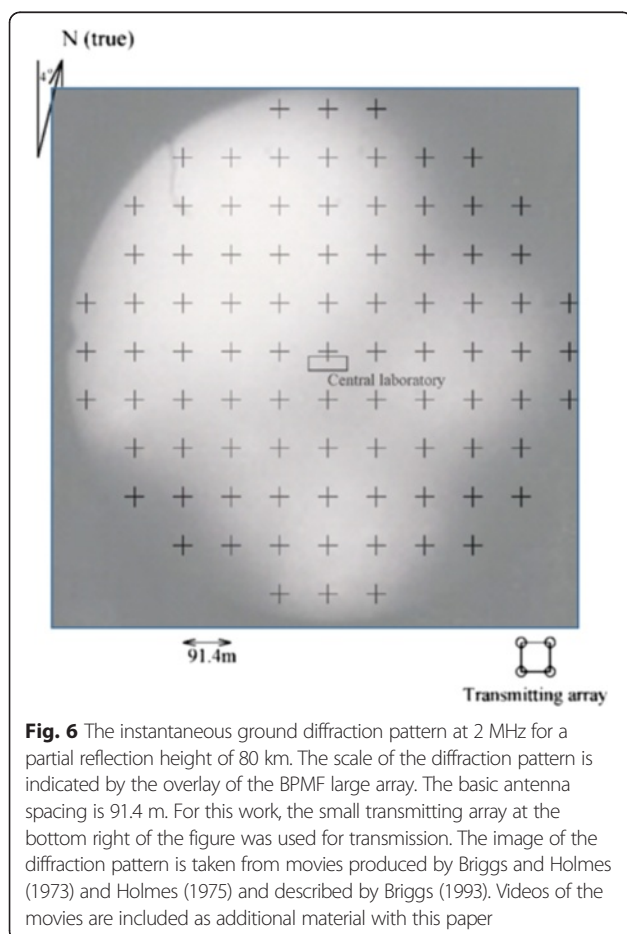 N (true)
4°
Central laboratory
91.4m
Transmitting array
Fig. 6 The instantaneous ground diffraction pattern at 2 MHz for a
partial reflection height of 80 km. The scale of the diffraction pattern is
indicated by the overlay of the BPMF large array. The basic antenna
spacing is 91.4 m. For this work, the small transmitting array at the
bottom right of the figure was used for transmission. The image of the
diffraction pattern is taken from movies produced by Briggs and Holmes
(1973) and Holmes (1975) and described by Briggs (1993). Videos of the
movies are included as additional material with this paper